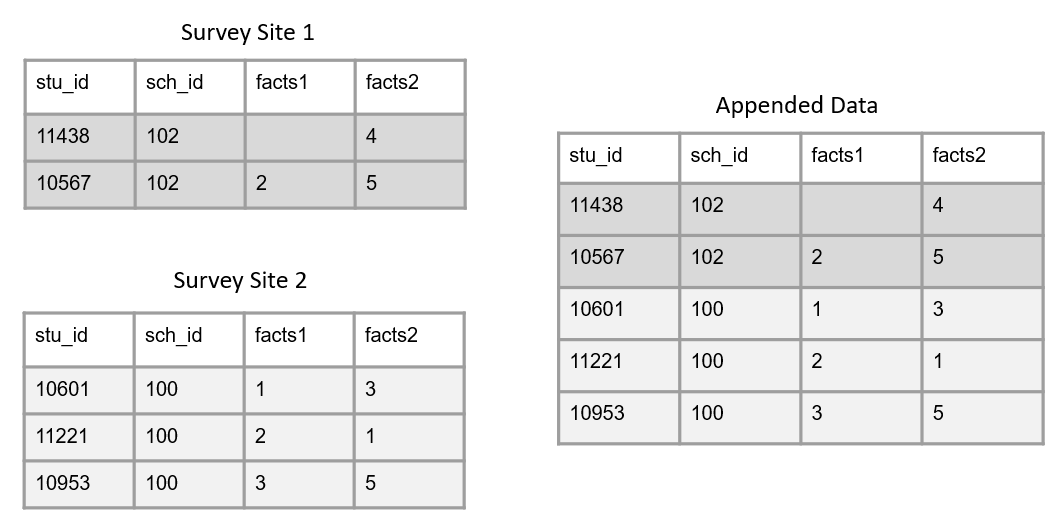 Survey Site 1
stu_id sch_id facts1 facts2
11438 102 4
10567 102 2 5
Survey Site 2
stu_id sch_id facts1 facts2
10601 100 1 3
11221 100 2 1
10953 100 3 5
Appended Data
stu_id sch_id facts1 facts2
11438 102 4
10567 102 2 5
10601 100 1 3
11221 100 2 1
10953 100 3 5